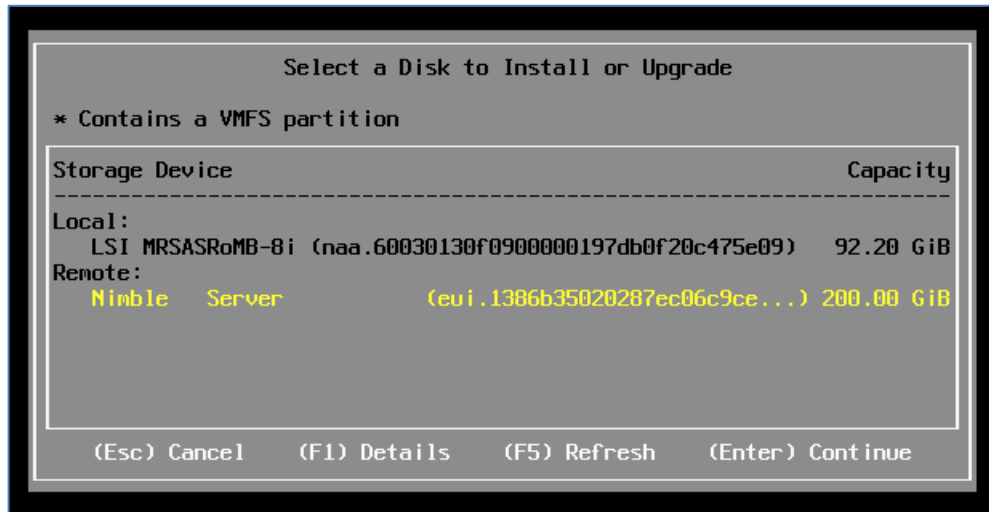 Select a Disk to Install or Upgrade
* Contains a VMFS partition
Storage Device Capacity
--------------------------------------------------------------------
Local:
LSI MRSASRoMB-8i (naa.60030130f0900000197db0f20c475e09) 92.20 GiB
Remote:
Nimble Server (eui.1386b35020287ec06c9ce...) 200.00 GiB
(Esc) Cancel (F1) Details (F5) Refresh (Enter) Continue